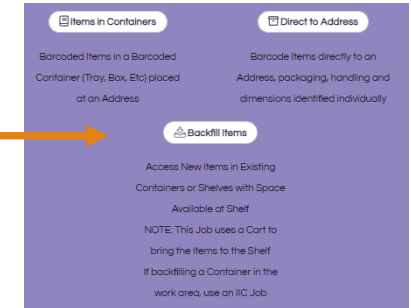 Items in Containers
Barcoded Items in a Barcoded
Container (Tray, Box, Etc) placed
at an Address
Direct to Address
Barcode Items directly to an
Address, packaging, handling and
dimensions identified individually
Backfill Items
Access New Items in Existing
Containers or Shelves with Space
Available at Shelf
NOTE: This Job uses a Cart to
bring the Items to the Shelf
If backfilling a Container in the
work area, use an IIC Job